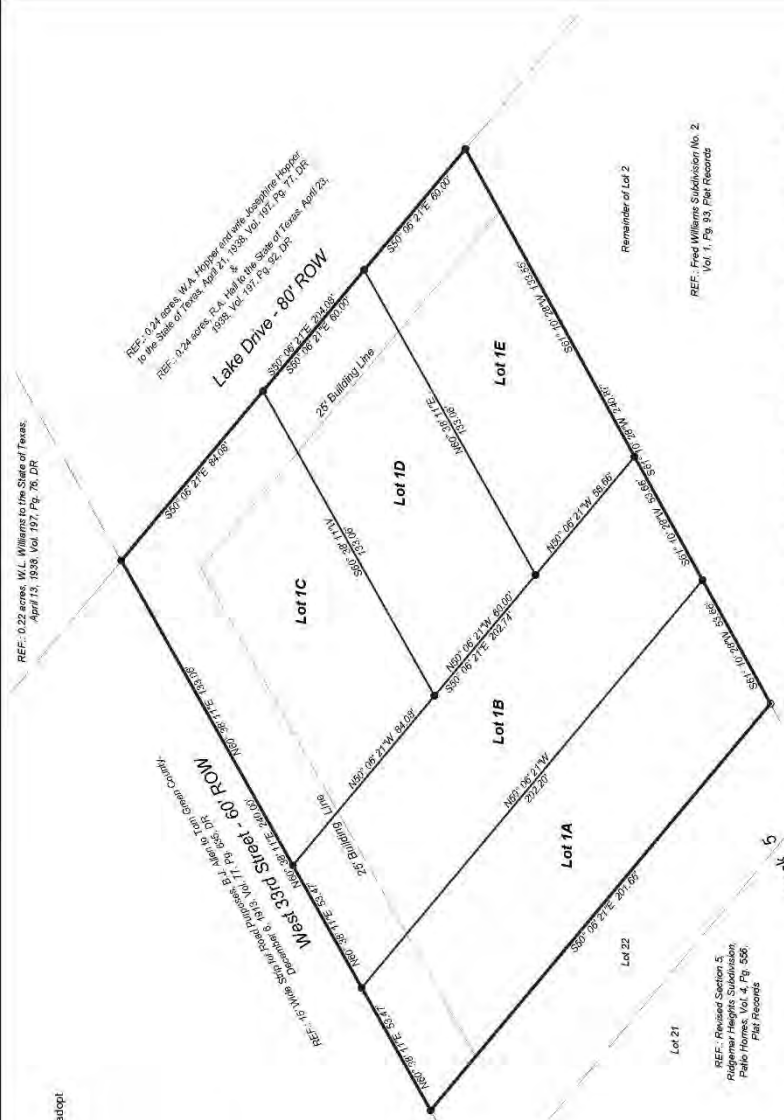 REF.: 0.22 acres, W.L. Williams to the State of Texas,
April 13, 1938, Vol. 197, Pg. 76, DR
REF.: 0.24 acres, W.A. Hopper and wife Josephine Hopper
to the State of Texas, April 21, 1938, Vol. 197, Pg. 77, DR
&
REF.: 0.24 acres, R.A. Hall to the State of Texas, April 23,
1938, Vol. 197, Pg. 92, DR
Lake Drive - 80' ROW
S50° 06' 21"E 204.08'
S50° 06' 21"E 84.08'
S50° 06' 21"E 60.00'
S50° 06' 21"E 60.00'
25' Building Line
REF.: 15' Wide Strip for Road Purposes, B.J. Allen to Tom Green County-
December 6, 1913, Vol. 77, Pg. 635, DR
West 33rd Street - 60' ROW
N60° 38' 11"E 240.00'
N60° 38' 11"E 133.06'
N60° 38' 11"E 53.47'
N60° 38' 11"E 53.47'
25' Building Line
Lot 1C
S60° 38' 11"W
133.06'
Lot 1D
N60° 38' 11"E
133.06'
Lot 1E
N50° 06' 21"W 84.09'
N50° 06' 21"W 60.00'
S50° 06' 21"E 202.74'
N50° 06' 21"W 58.66'
Lot 1B
N50° 06' 21"W
202.20'
Lot 1A
S50° 06' 21"E 201.66'
S61° 10' 28"W 133.55'
S61° 10' 28"W 240.87'
S61° 10' 28"W 53.66'
S61° 10' 28"W 53.66'
Remainder of Lot 2
REF.: Fred Williams Subdivision No. 2,
Vol. 1, Pg. 93, Plat Records
Lot 22
Lot 21
REF.: Revised Section 5,
Ridgemar Heights Subdivision,
Patio Homes, Vol. 4, Pg. 556,
Plat Records
5
adopt